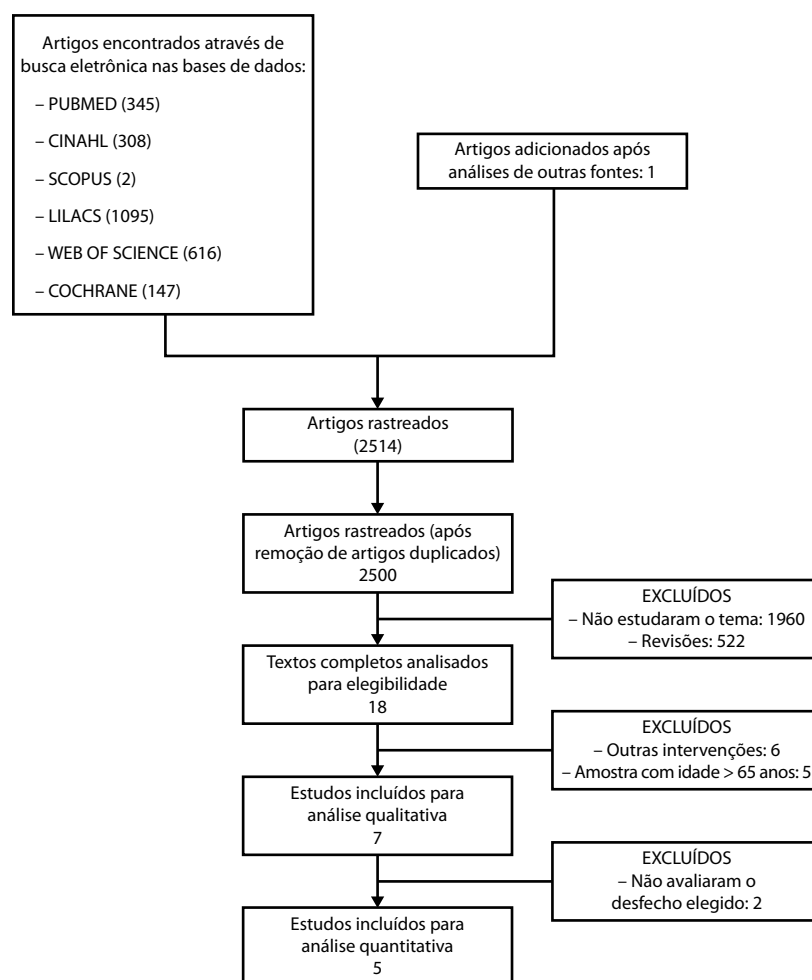 Artigos encontrados através de
busca eletrônica nas bases de dados:
– PUBMED (345)
– CINAHL (308)
– SCOPUS (2)
– LILACS (1095)
– WEB OF SCIENCE (616)
– COCHRANE (147)
Artigos adicionados após
análises de outras fontes: 1
Artigos rastreados
(2514)
Artigos rastreados (após
remoção de artigos duplicados)
2500
EXCLUÍDOS
– Não estudaram o tema: 1960
– Revisões: 522
Textos completos analisados
para elegibilidade
18
EXCLUÍDOS
– Outras intervenções: 6
– Amostra com idade > 65 anos: 5
Estudos incluídos para
análise qualitativa
7
EXCLUÍDOS
– Não avaliaram o
desfecho elegido: 2
Estudos incluídos para
análise quantitativa
5